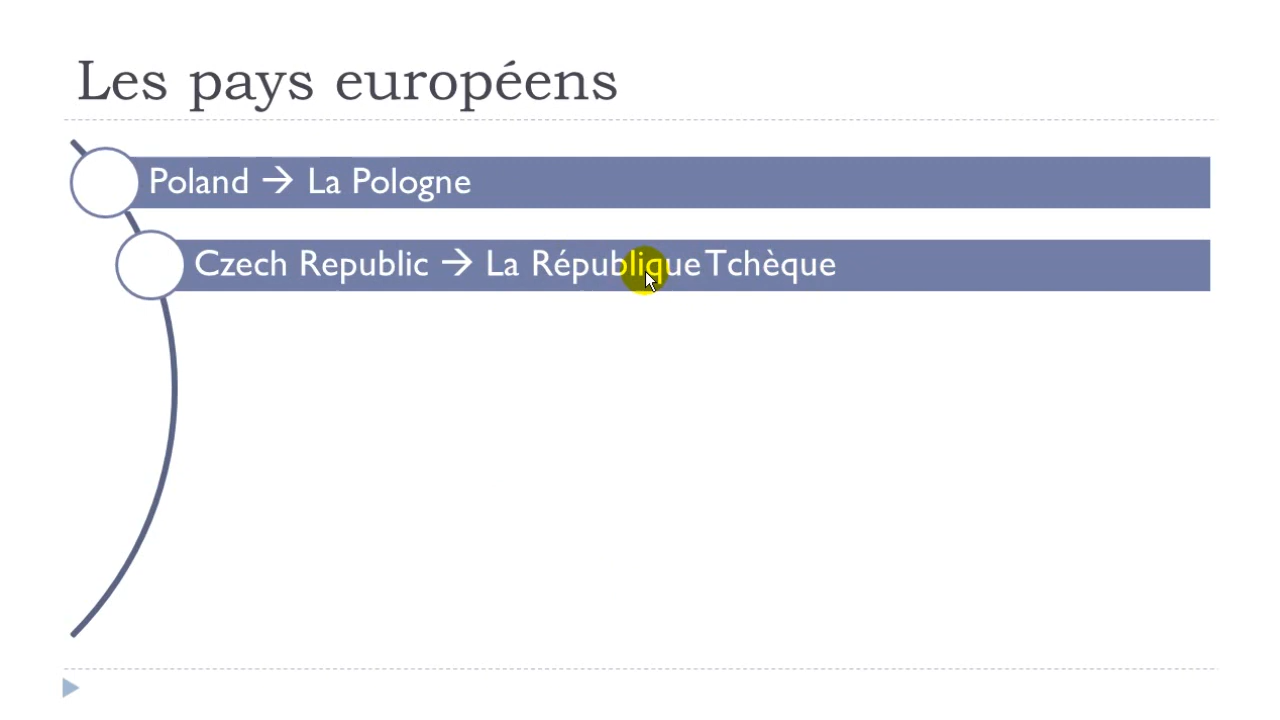 Les pays européens
Poland → La Pologne
Czech Republic → La République Tchèque